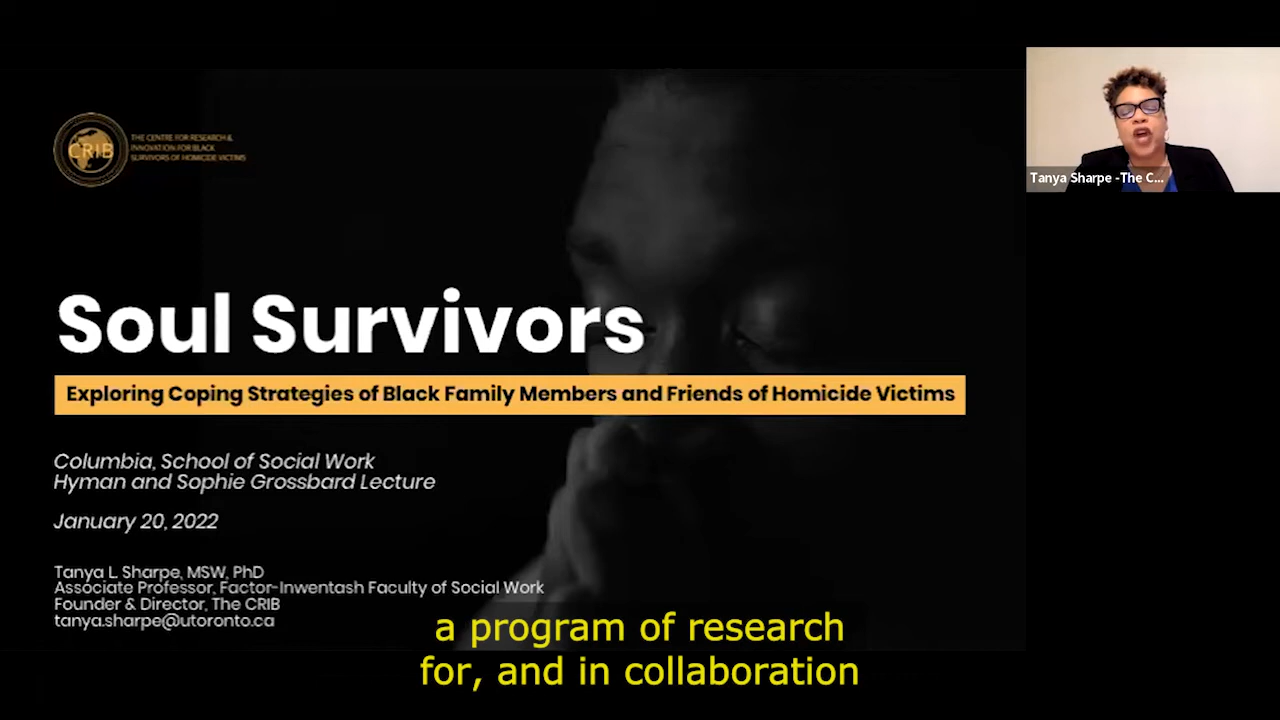 CRIB
THE CENTRE FOR RESEARCH &
INNOVATION FOR BLACK
SURVIVORS OF HOMICIDE VICTIMS
Tanya Sharpe -The C...
Soul Survivors
Exploring Coping Strategies of Black Family Members and Friends of Homicide Victims
Columbia, School of Social Work
Hyman and Sophie Grossbard Lecture
January 20, 2022
Tanya L. Sharpe, MSW, PhD
Associate Professor, Factor-Inwentash Faculty of Social Work
Founder & Director, The CRIB
tanya.sharpe@utoronto.ca
a program of research
for, and in collaboration